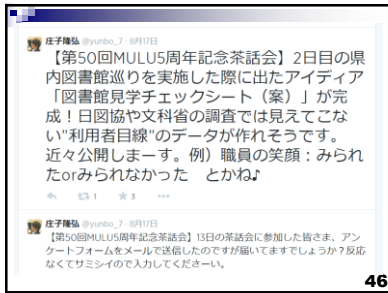 庄子隆弘 @yunbo_7・8月17日
【第50回MULU5周年記念茶話会】2日目の県
内図書館巡りを実施した際に出たアイディア
「図書館見学チェックシート（案）」が完
成！日図協や文科省の調査では見えてこな
い”利用者目線”のデータが作れそうです。
近々公開しまーす。例）職員の笑顔：みられ
たorみられなかった　とかね♪
1 3
庄子隆弘 @yunbo_7・8月17日
【第50回MULU5周年記念茶話会】13日の茶話会に参加した皆さま、アン
ケートフォームをメールで送信したのですが届いてますでしょうか？反応
なくてサミシイので入力してくださーい。
46